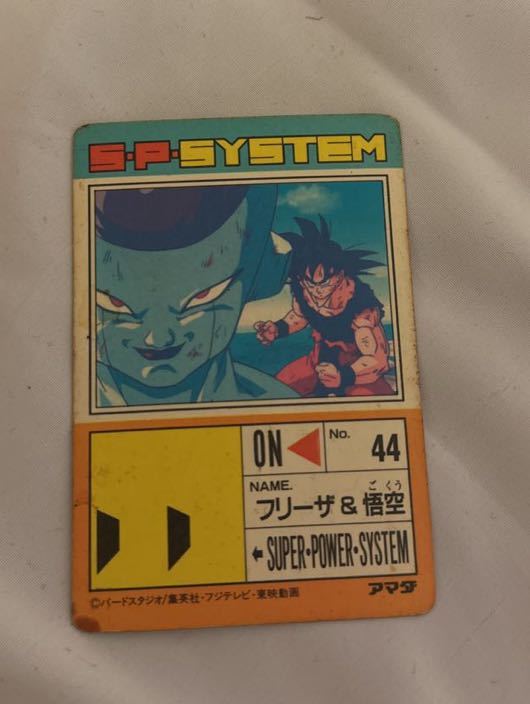 S・P・SYSTEM
ON
No. 44
NAME.
ごくう
フリーザ & 悟空
SUPER・POWER・SYSTEM
©バードスタジオ/集英社・フジテレビ・東映動画
アマダ